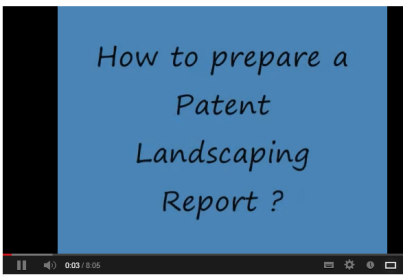 How to prepare a
Patent
Landscaping
Report ?
0:03 / 8:05